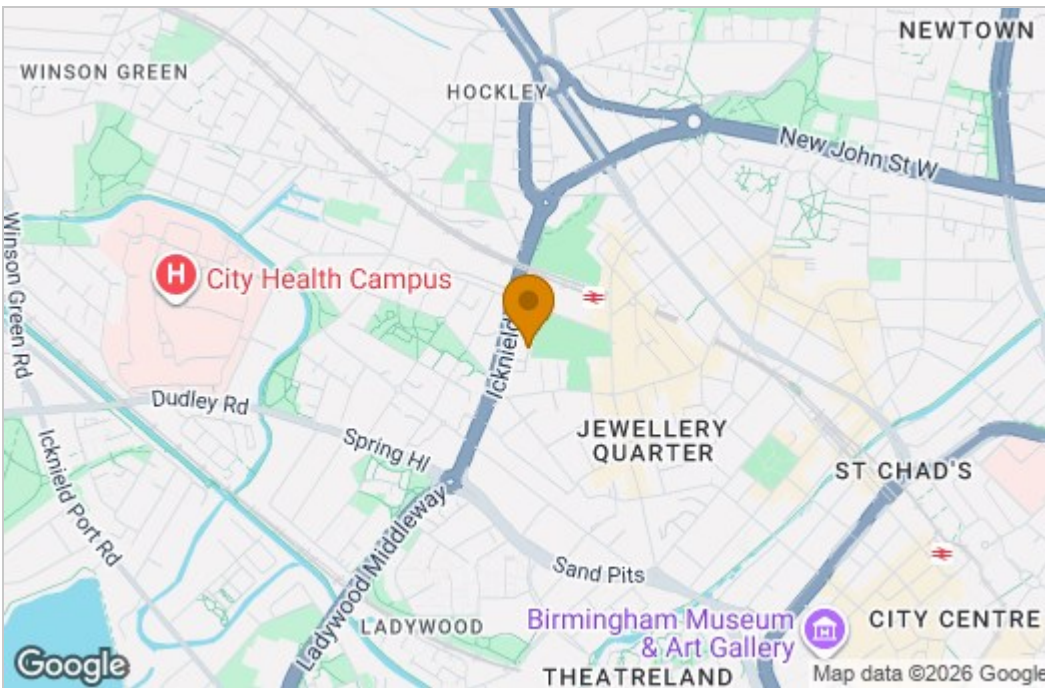 NEWTOWN
WINSON GREEN
HOCKLEY
New John St W
Winson Green Rd
H
City Health Campus
Icknield
Dudley Rd
Spring Hl
JEWELLERY
QUARTER
ST CHAD'S
Icknield Port Rd
Ladywood Middleway
Sand Pits
LADYWOOD
Birmingham Museum
& Art Gallery
CITY CENTRE
THEATRELAND
Google
Map data ©2026 Google